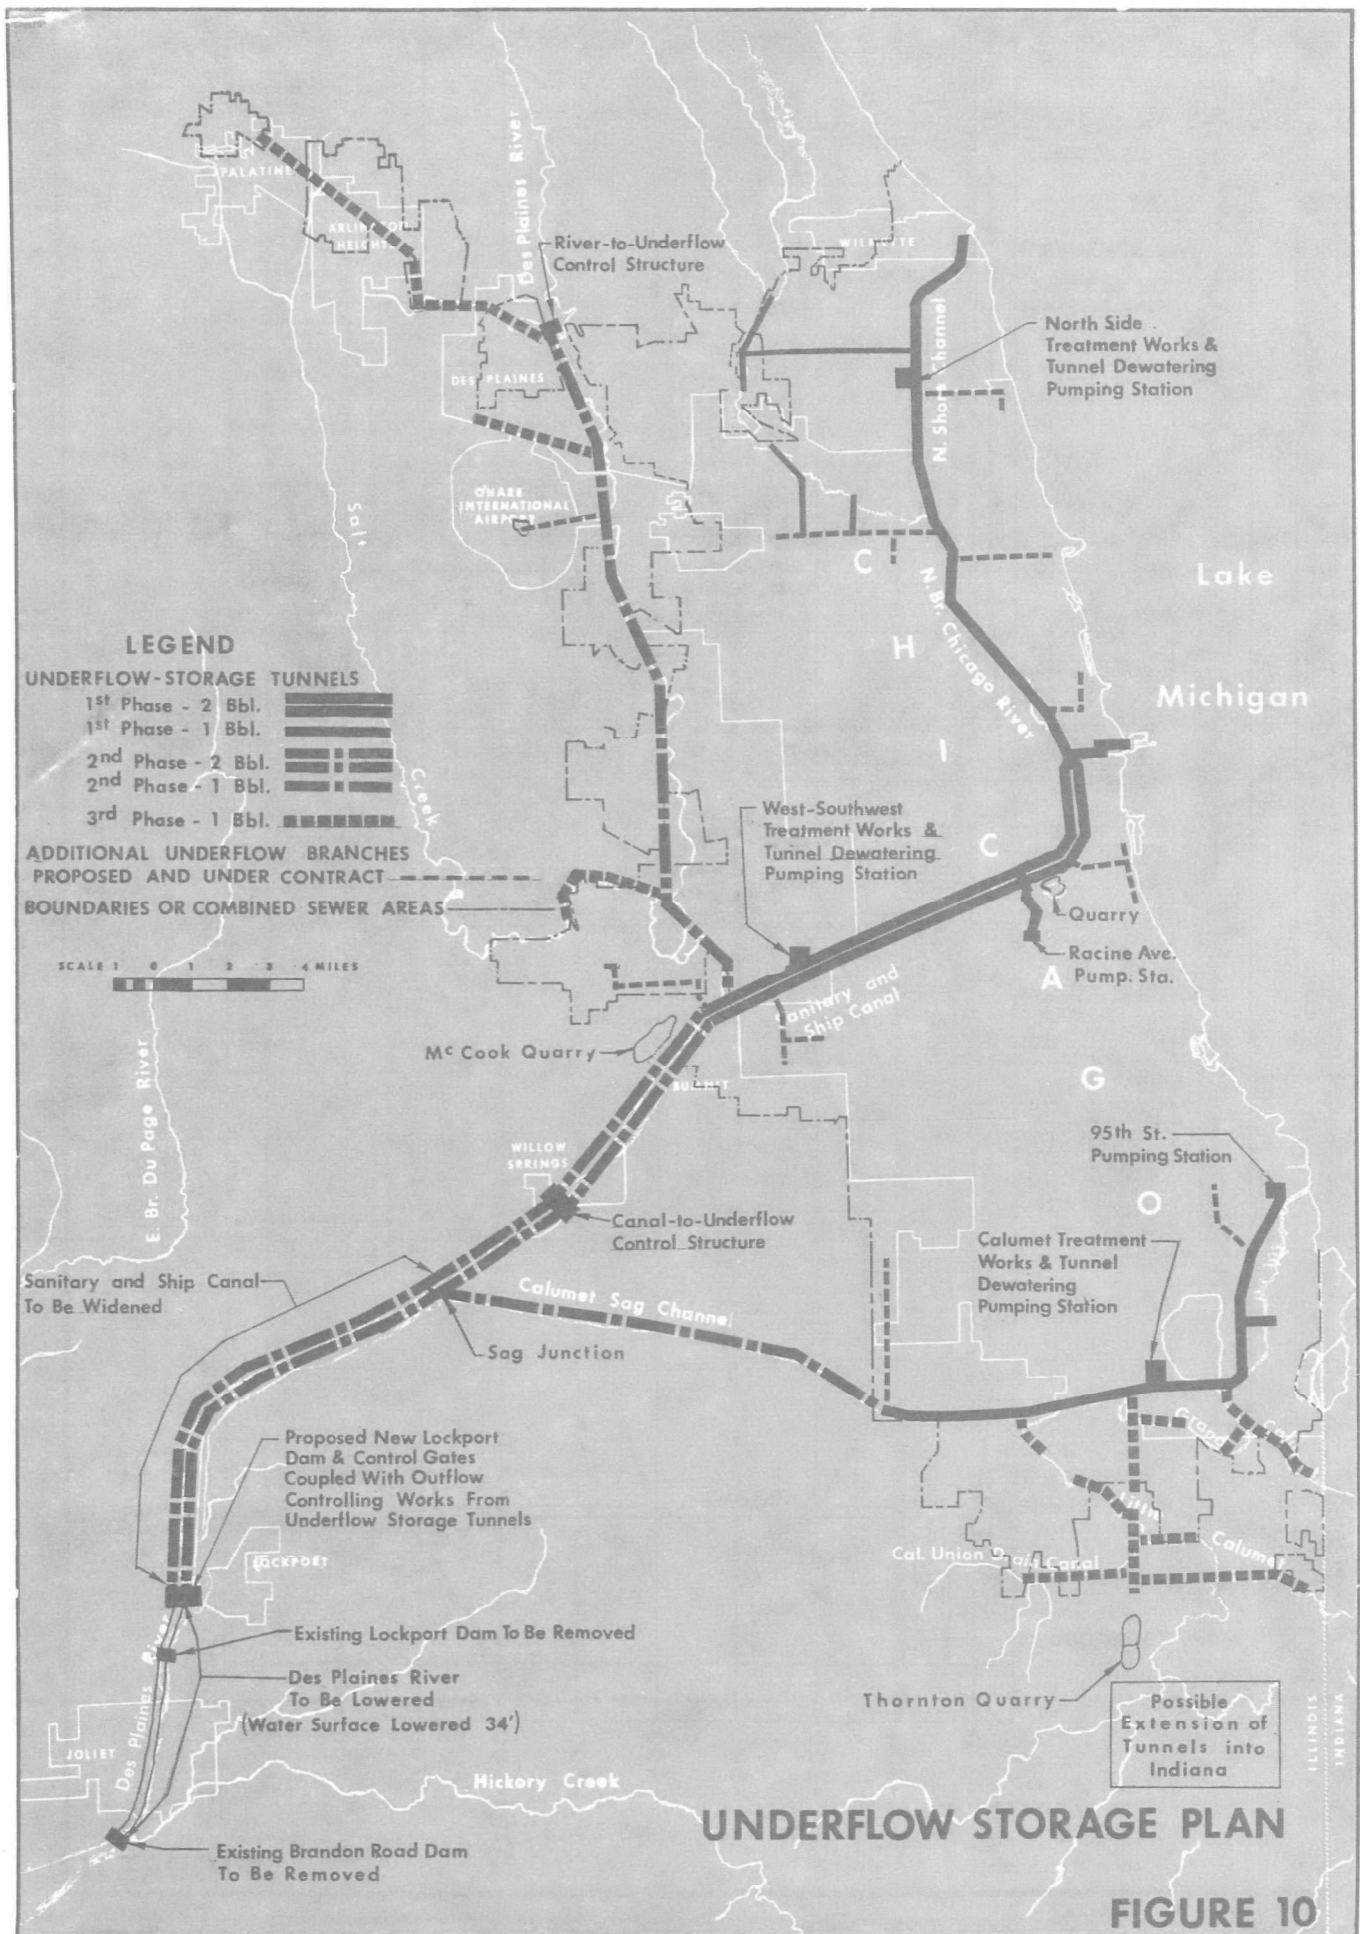 PALATINE
ARLINGTON
HEIGHTS
Des Plaines River
River-to-Underflow
Control Structure
WILMETTE
N. Shore Channel
North Side
Treatment Works &
Tunnel Dewatering
Pumping Station
DES PLAINES
O'HARE
INTERNATIONAL
AIRPORT
Salt
Creek
C
H
I
C
A
G
O
N. Br. Chicago River
Lake
Michigan
LEGEND
UNDERFLOW-STORAGE TUNNELS
1st Phase - 2 Bbl.
1st Phase - 1 Bbl.
2nd Phase - 2 Bbl.
2nd Phase - 1 Bbl.
3rd Phase - 1 Bbl.
ADDITIONAL UNDERFLOW BRANCHES
PROPOSED AND UNDER CONTRACT
BOUNDARIES OR COMBINED SEWER AREAS
SCALE 1 0 1 2 3 4 MILES
West-Southwest
Treatment Works &
Tunnel Dewatering
Pumping Station
Quarry
Racine Ave.
Pump. Sta.
Sanitary and
Ship Canal
McCook Quarry
SUMMIT
E. Br. Du Page River
WILLOW
SPRINGS
95th St.
Pumping Station
Canal-to-Underflow
Control Structure
Calumet Treatment
Works & Tunnel
Dewatering
Pumping Station
Sanitary and Ship Canal
To Be Widened
Calumet Sag Channel
Sag Junction
Grand
Cal.
Little
Calumet
Cal. Union Drain Canal
Proposed New Lockport
Dam & Control Gates
Coupled With Outflow
Controlling Works From
Underflow Storage Tunnels
LOCKPORT
Existing Lockport Dam To Be Removed
Des Plaines River
Des Plaines River
To Be Lowered
(Water Surface Lowered 34')
Thornton Quarry
Possible
Extension of
Tunnels into
Indiana
ILLINOIS
INDIANA
JOLIET
Hickory Creek
Existing Brandon Road Dam
To Be Removed
UNDERFLOW STORAGE PLAN
FIGURE 10